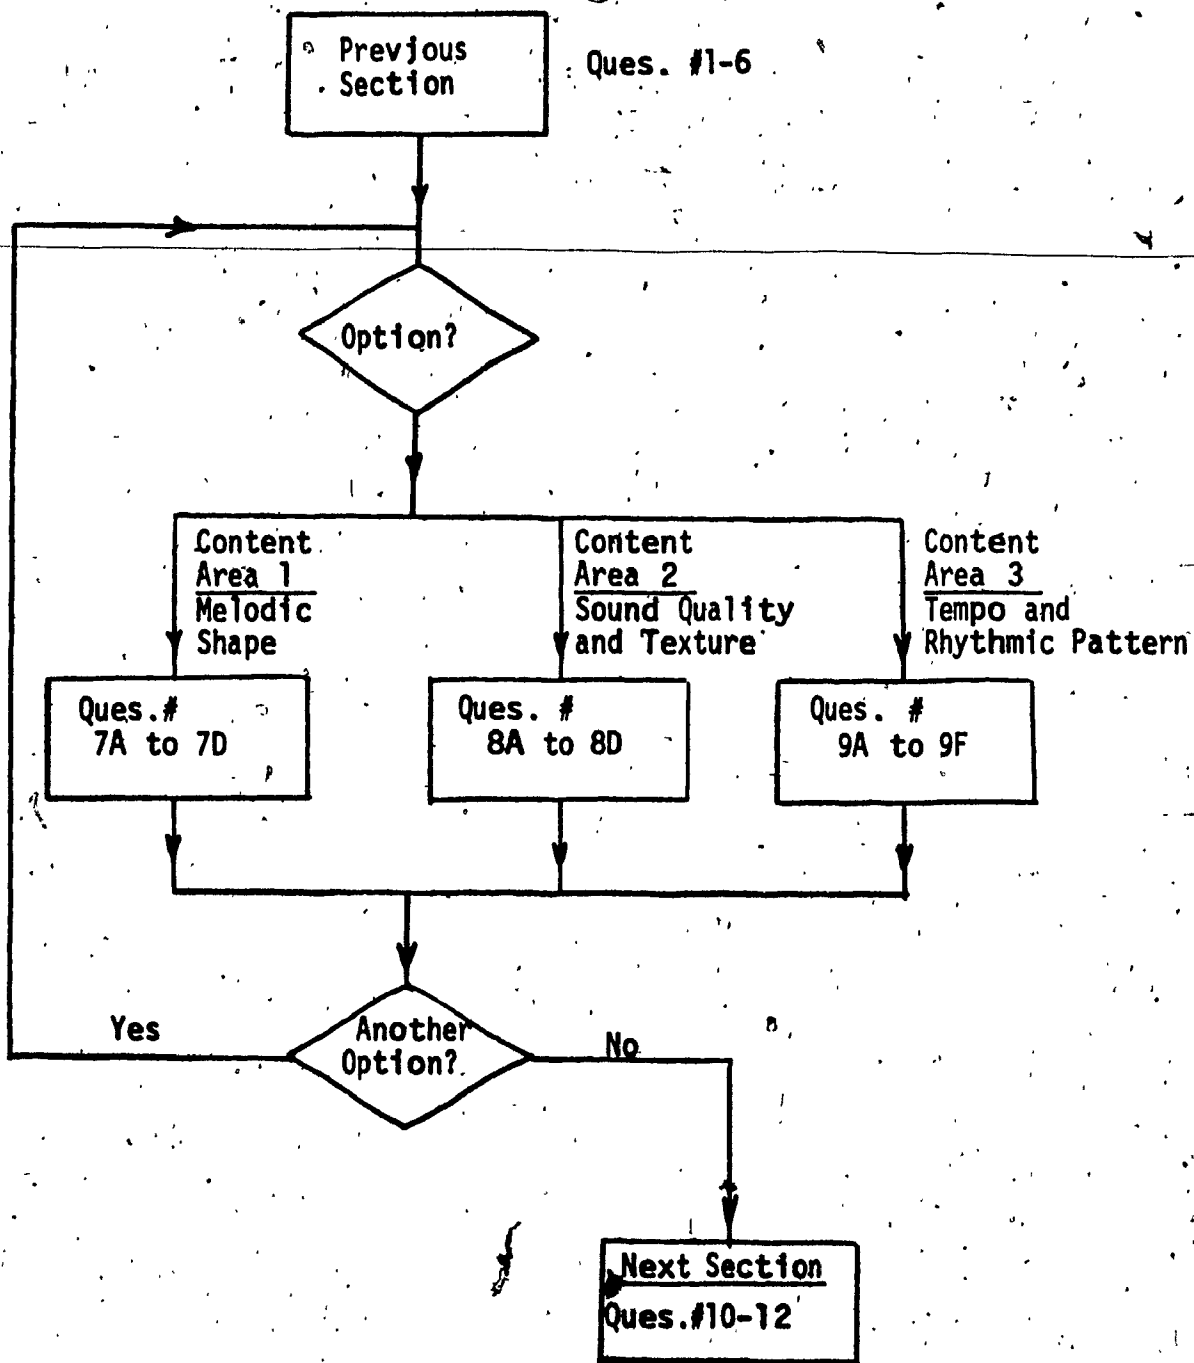 Previous
Section
Ques. #1-6
Option?
Content
Area 1
Melodic
Shape
Content
Area 2
Sound Quality
and Texture
Content
Area 3
Tempo and
Rhythmic Pattern
Ques.#
7A to 7D
Ques. #
8A to 8D
Ques. #
9A to 9F
Yes
Another
Option?
No
Next Section
Ques.#10-12